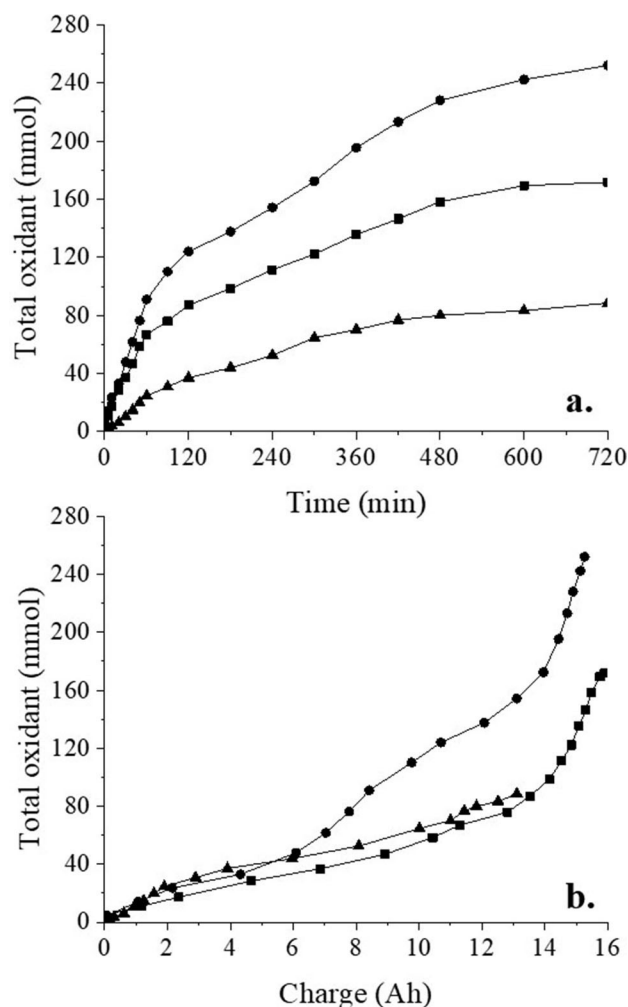 280
240
200
160
120
80
40
0
Total oxidant (mmol)
a.
0 120 240 360 480 600 720
Time (min)
280
240
200
160
120
80
40
0
Total oxidant (mmol)
b.
0 2 4 6 8 10 12 14 16
Charge (Ah)